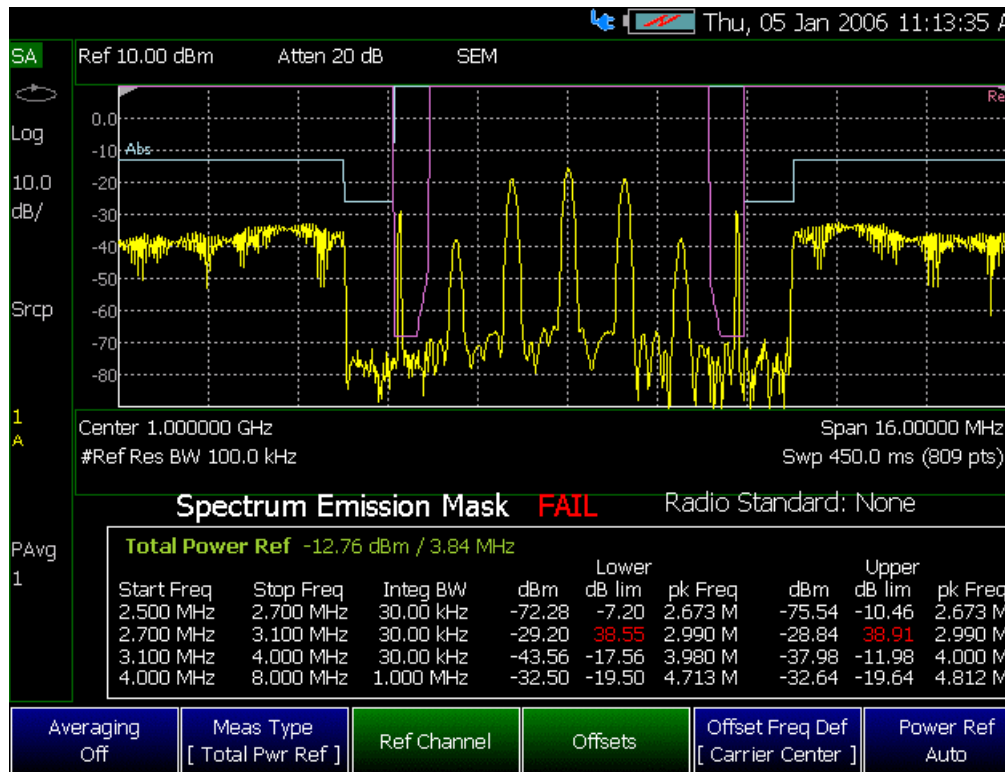 Thu, 05 Jan 2006 11:13:35 A
SA
Ref 10.00 dBm Atten 20 dB SEM
Log
10.0
dB/
Srcp
1
A
PAvg
1
Re
0.0
-10 Abs
-20
-30
-40
-50
-60
-70
-80
Center 1.000000 GHz Span 16.00000 MHz
#Ref Res BW 100.0 kHz Swp 450.0 ms (809 pts)
Spectrum Emission Mask FAIL Radio Standard: None
Total Power Ref -12.76 dBm / 3.84 MHz
Lower Upper
Start Freq Stop Freq Integ BW dBm dB lim pk Freq dBm dB lim pk Freq
2.500 MHz 2.700 MHz 30.00 kHz -72.28 -7.20 2.673 M -75.54 -10.46 2.673 M
2.700 MHz 3.100 MHz 30.00 kHz -29.20 38.55 2.990 M -28.84 38.91 2.990 M
3.100 MHz 4.000 MHz 30.00 kHz -43.56 -17.56 3.980 M -37.98 -11.98 4.000 M
4.000 MHz 8.000 MHz 1.000 MHz -32.50 -19.50 4.713 M -32.64 -19.64 4.812 M
Averaging
Off
Meas Type
[ Total Pwr Ref ]
Ref Channel
Offsets
Offset Freq Def
[ Carrier Center ]
Power Ref
Auto